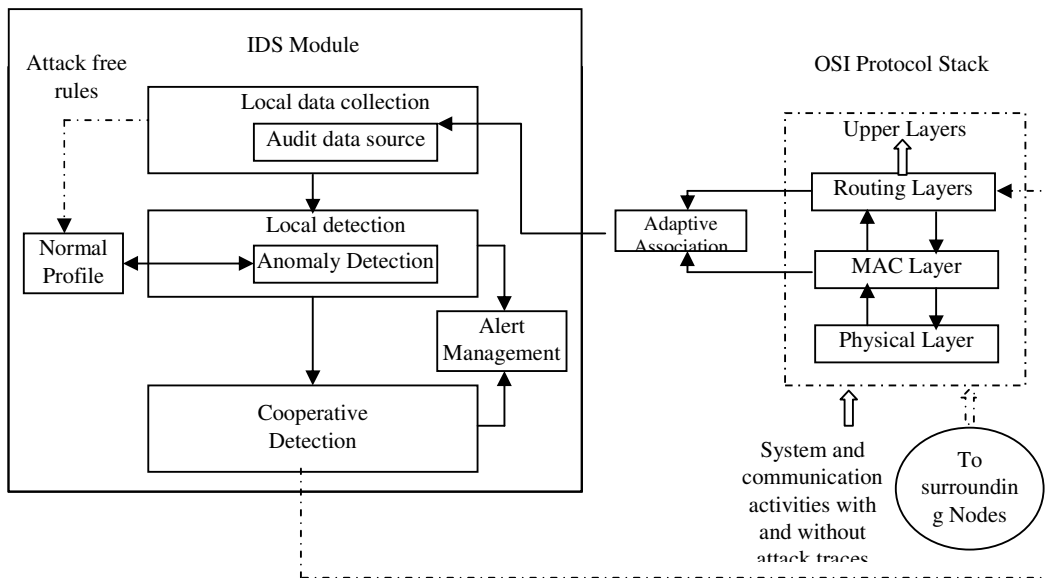 IDS Module
Attack free
rules
Local data collection
Audit data source
Local detection
Anomaly Detection
Normal
Profile
Alert
Management
Cooperative
Detection
Adaptive
Association
OSI Protocol Stack
Upper Layers
Routing Layers
MAC Layer
Physical Layer
System and
communication
activities with
and without
attack traces
To
surroundin
g Nodes